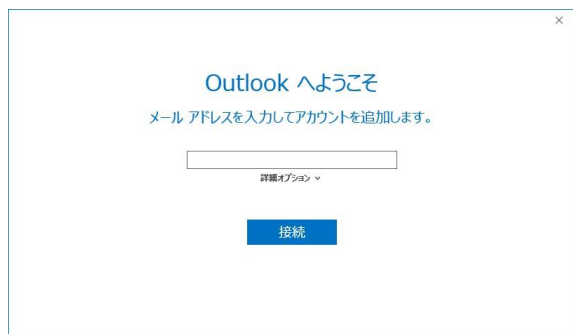 Outlook へようこそ
メール アドレスを入力してアカウントを追加します。
詳細オプション
接続